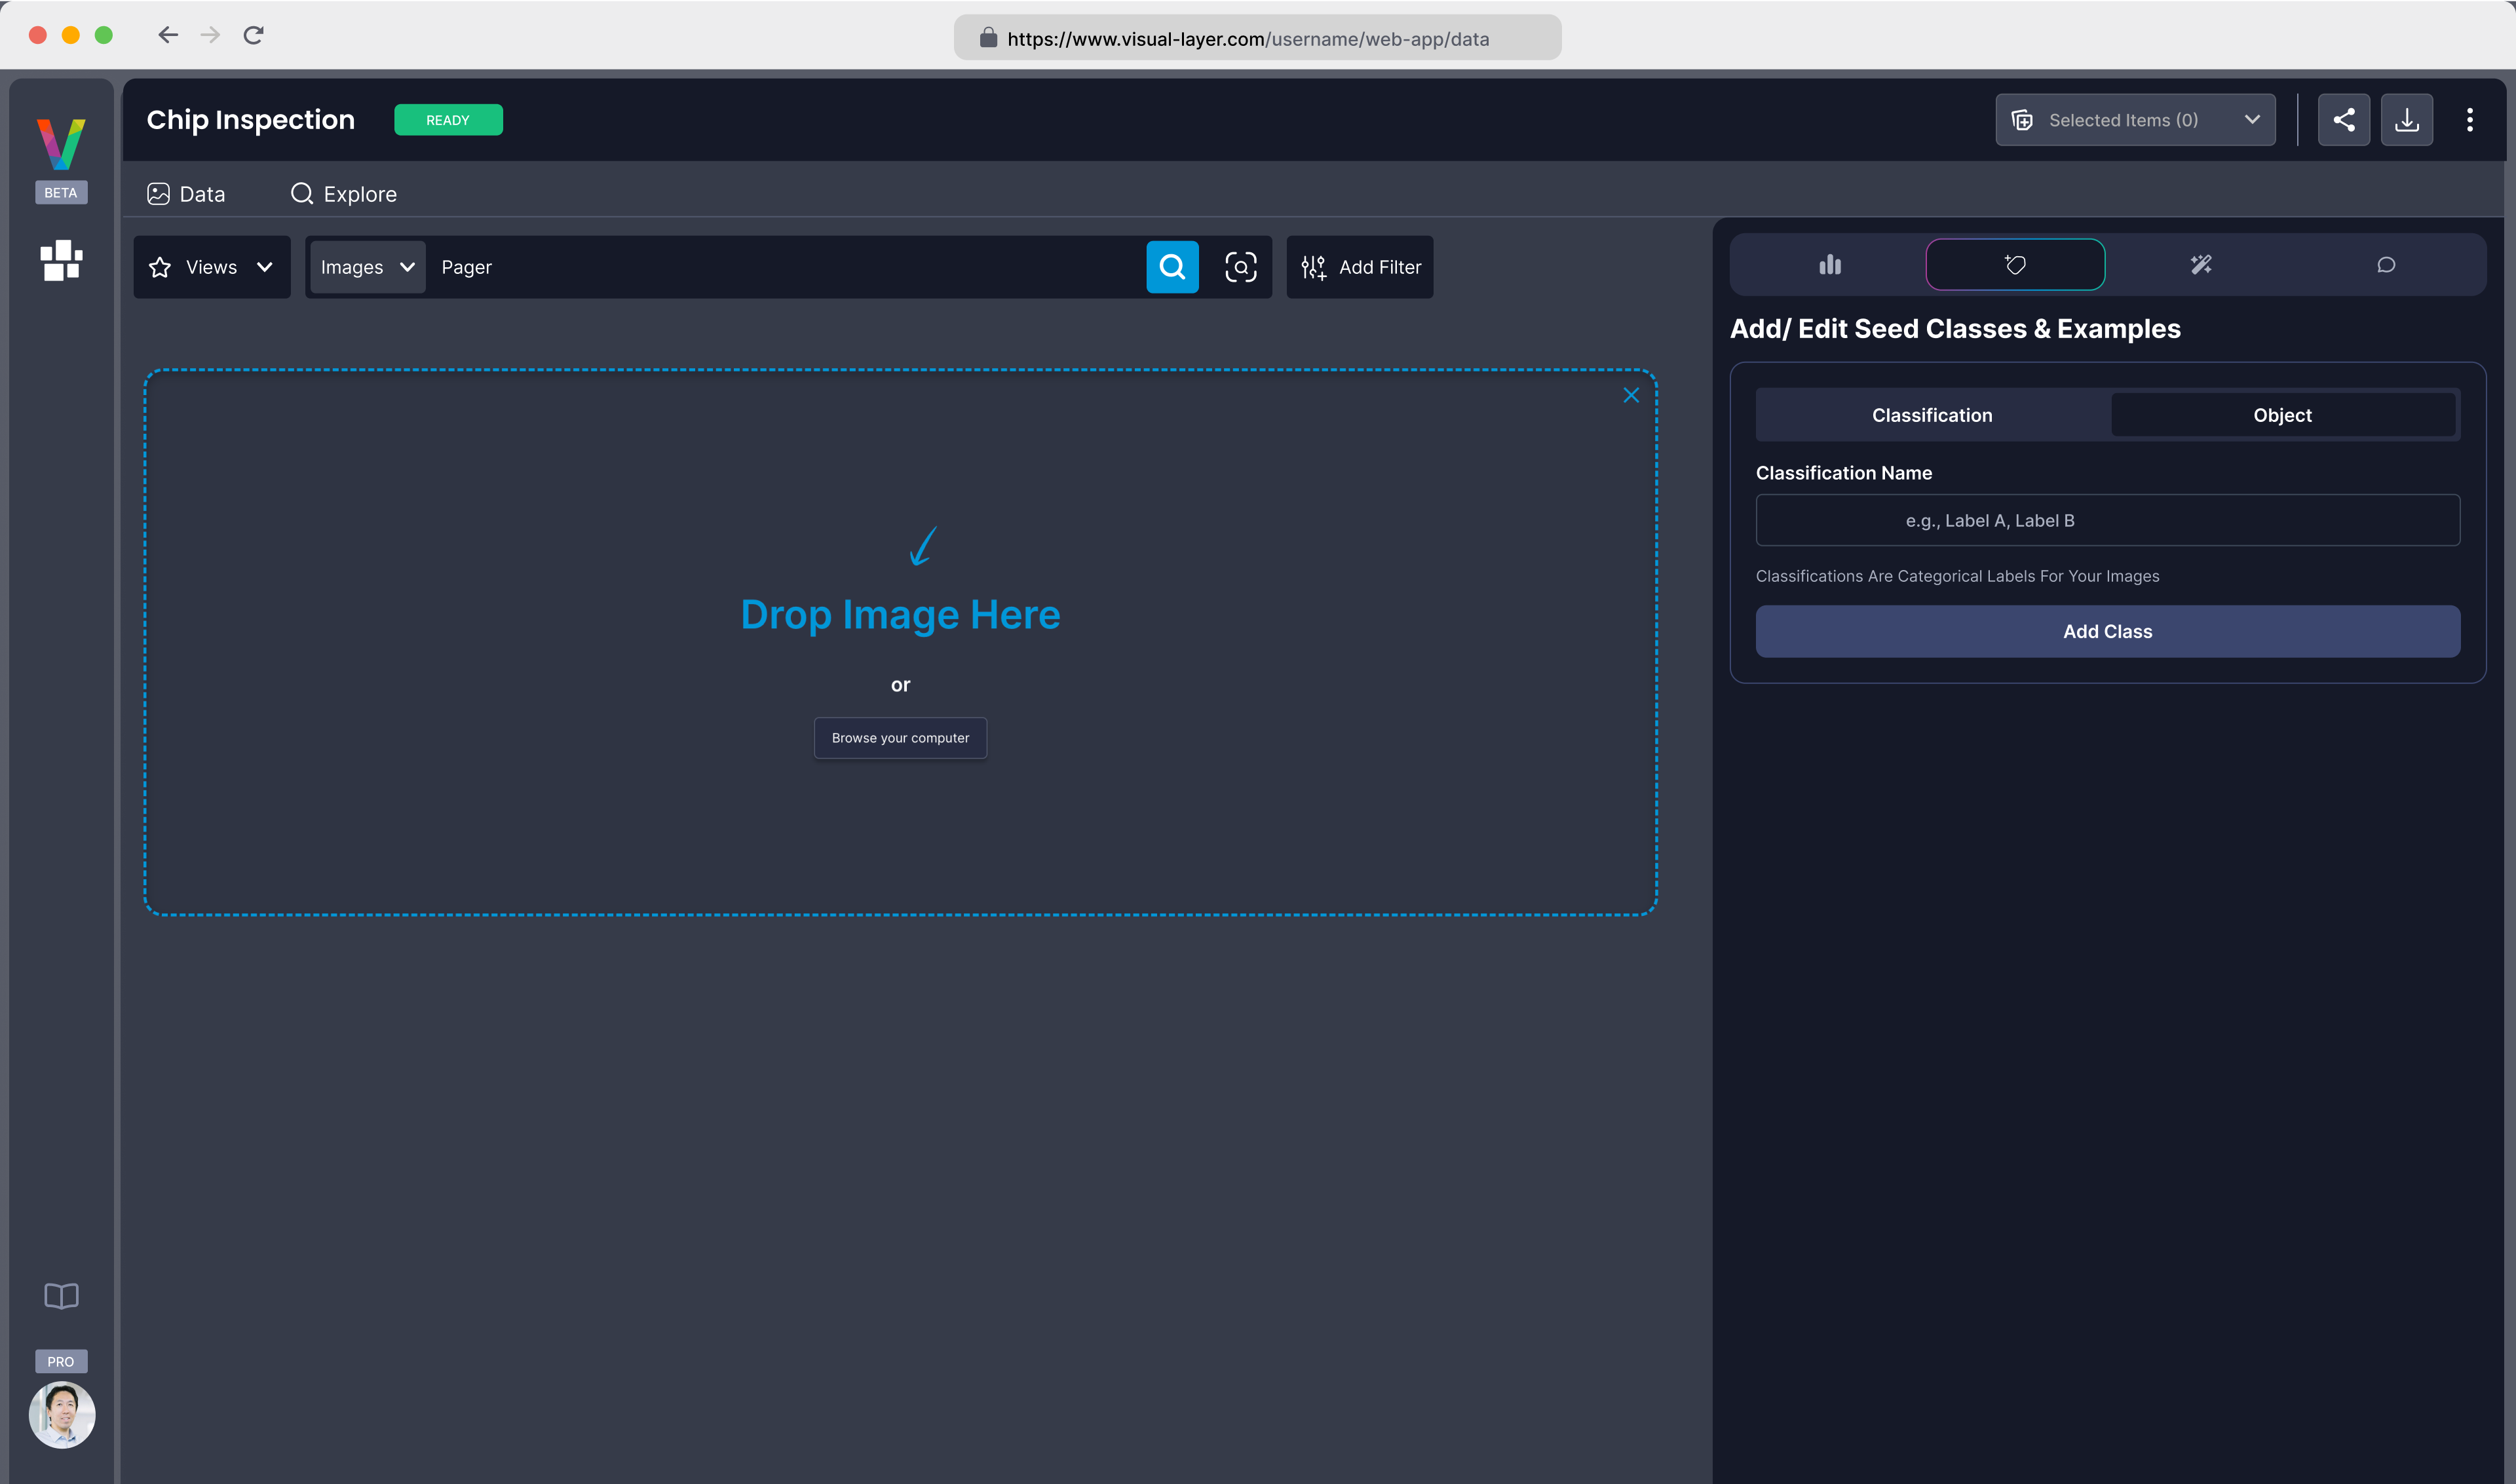 https://www.visual-layer.com/username/web-app/data
Chip Inspection
READY
Selected Items (0)
BETA
Data
Explore
Views
Images
Pager
Add Filter
Add/ Edit Seed Classes & Examples
Classification
Object
Classification Name
e.g., Label A, Label B
Classifications Are Categorical Labels For Your Images
Add Class
Drop Image Here
or
Browse your computer
PRO